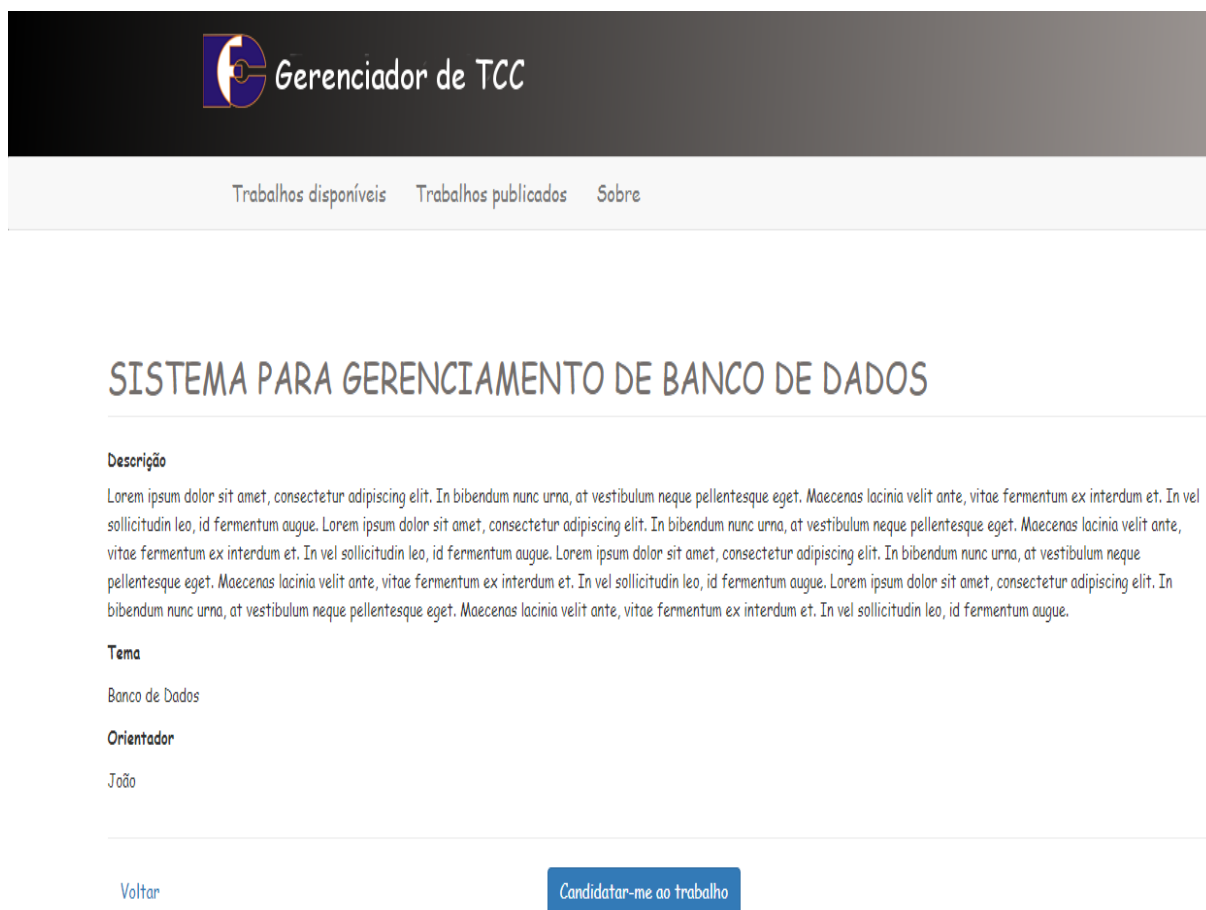 Gerenciador de TCC
Trabalhos disponíveis Trabalhos publicados Sobre
SISTEMA PARA GERENCIAMENTO DE BANCO DE DADOS
Descrição
Lorem ipsum dolor sit amet, consectetur adipiscing elit. In bibendum nunc urna, at vestibulum neque pellentesque eget. Maecenas lacinia velit ante, vitae fermentum ex interdum et. In vel
sollicitudin leo, id fermentum augue. Lorem ipsum dolor sit amet, consectetur adipiscing elit. In bibendum nunc urna, at vestibulum neque pellentesque eget. Maecenas lacinia velit ante,
vitae fermentum ex interdum et. In vel sollicitudin leo, id fermentum augue. Lorem ipsum dolor sit amet, consectetur adipiscing elit. In bibendum nunc urna, at vestibulum neque
pellentesque eget. Maecenas lacinia velit ante, vitae fermentum ex interdum et. In vel sollicitudin leo, id fermentum augue. Lorem ipsum dolor sit amet, consectetur adipiscing elit. In
bibendum nunc urna, at vestibulum neque pellentesque eget. Maecenas lacinia velit ante, vitae fermentum ex interdum et. In vel sollicitudin leo, id fermentum augue.
Tema
Banco de Dados
Orientador
João
Voltar Candidatar-me ao trabalho